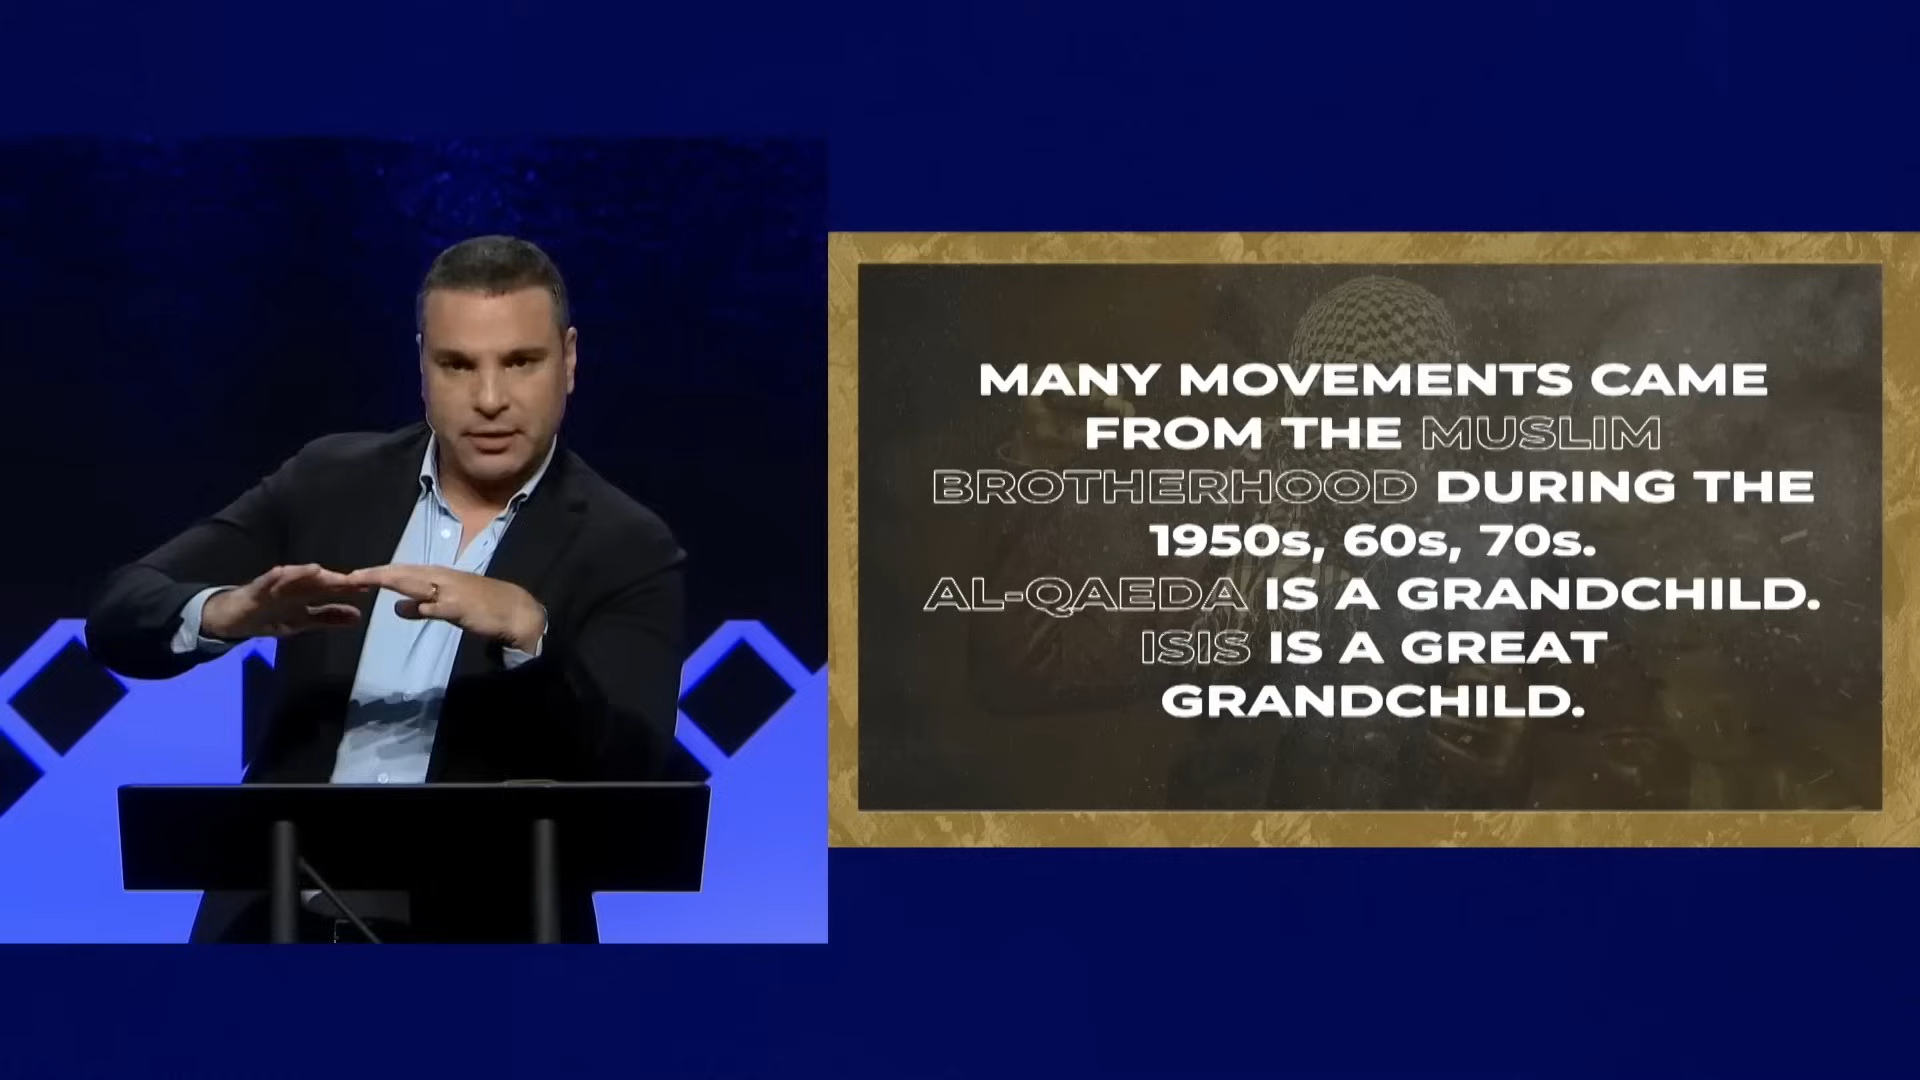 MANY MOVEMENTS CAME
FROM THE MUSLIM
BROTHERHOOD DURING THE
1950s, 60s, 70s.
AL-QAEDA IS A GRANDCHILD.
ISIS IS A GREAT
GRANDCHILD.